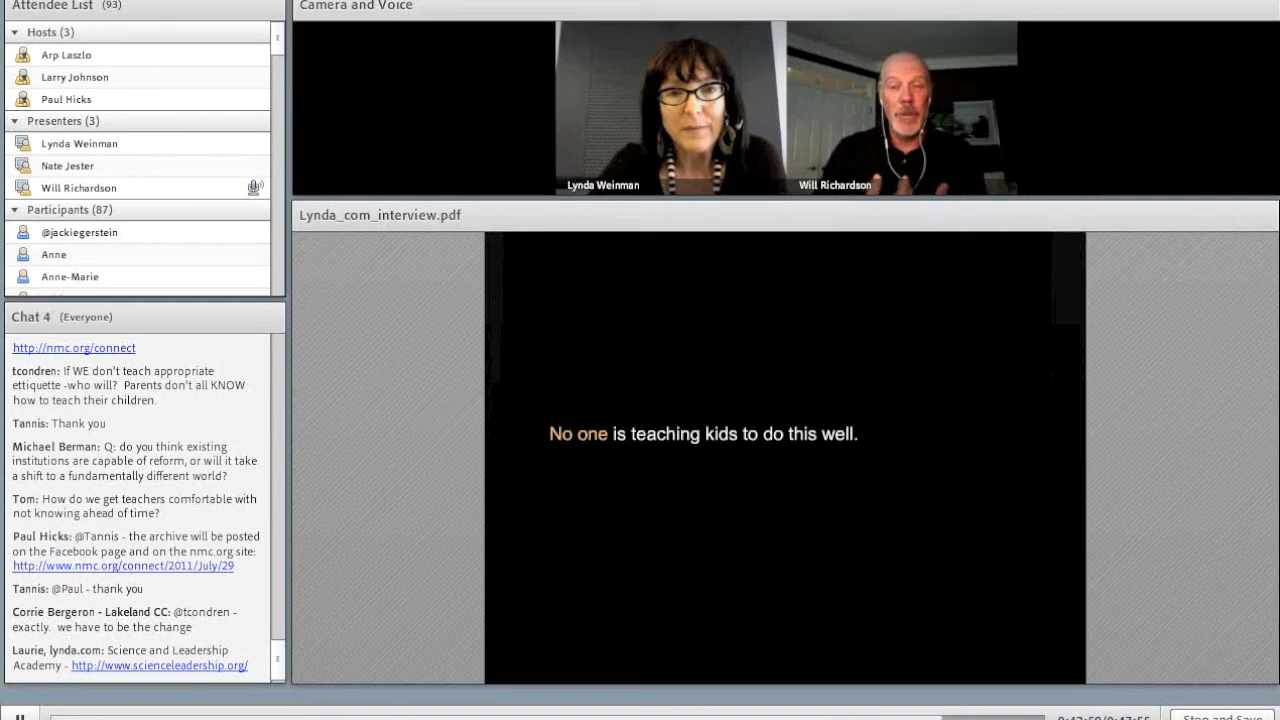 Attendee List (93)
Hosts (3)
Arp Laszlo
Larry Johnson
Paul Hicks
Presenters (3)
Lynda Weinman
Nate Jester
Will Richardson
Participants (87)
@jackiegerstein
Anne
Anne-Marie
Chat 4 (Everyone)
http://nmc.org/connect
tcondren: If WE don't teach appropriate
ettiquette -who will? Parents don't all KNOW
how to teach their children.
Tannis: Thank you
Michael Berman: Q: do you think existing
institutions are capable of reform, or will it take
a shift to a fundamentally different world?
Tom: How do we get teachers comfortable with
not knowing ahead of time?
Paul Hicks: @Tannis - the archive will be posted
on the Facebook page and on the nmc.org site:
http://www.nmc.org/connect/2011/July/29
Tannis: @Paul - thank you
Corrie Bergeron - Lakeland CC: @tcondren -
exactly. we have to be the change
Laurie, lynda.com: Science and Leadership
Academy - http://www.scienceleadership.org/
Camera and Voice
Lynda Weinman
Will Richardson
Lynda_com_interview.pdf
No one is teaching kids to do this well.
Stop and Save